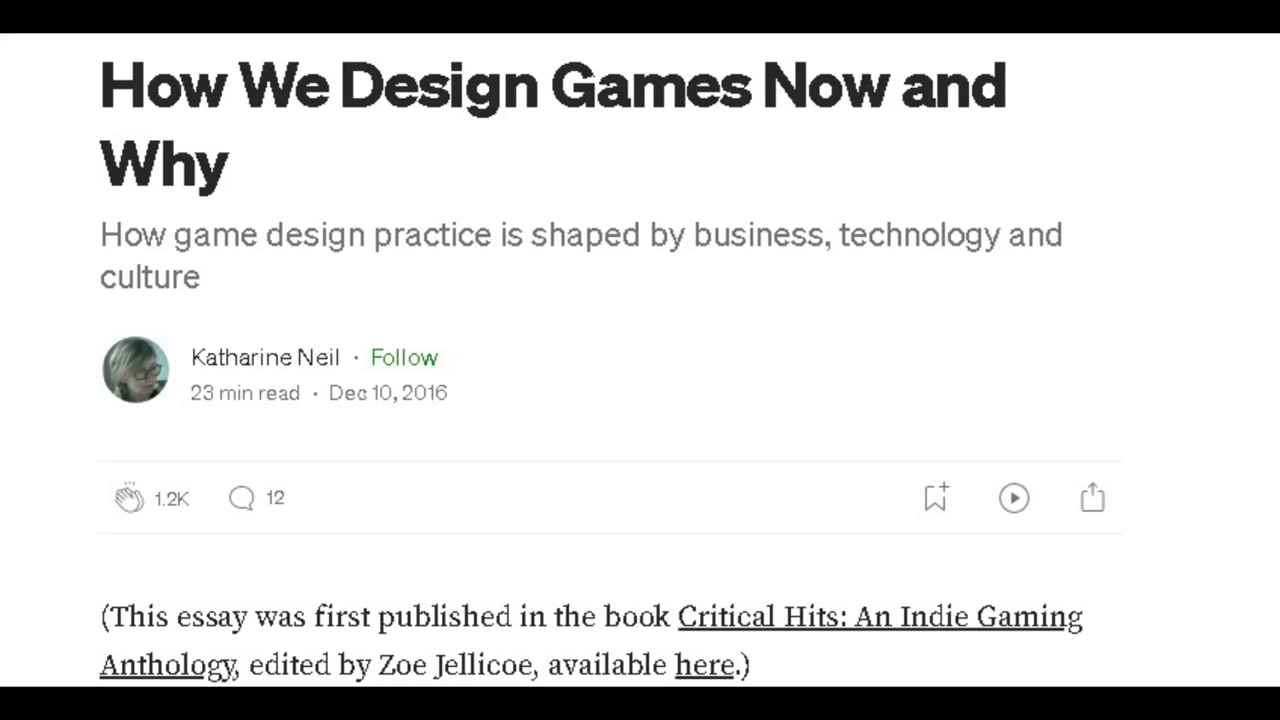 How We Design Games Now and
Why
How game design practice is shaped by business, technology and
culture
Katharine Neil · Follow
23 min read · Dec 10, 2016
1.2K 12
(This essay was first published in the book Critical Hits: An Indie Gaming
Anthology, edited by Zoe Jellicoe, available here.)